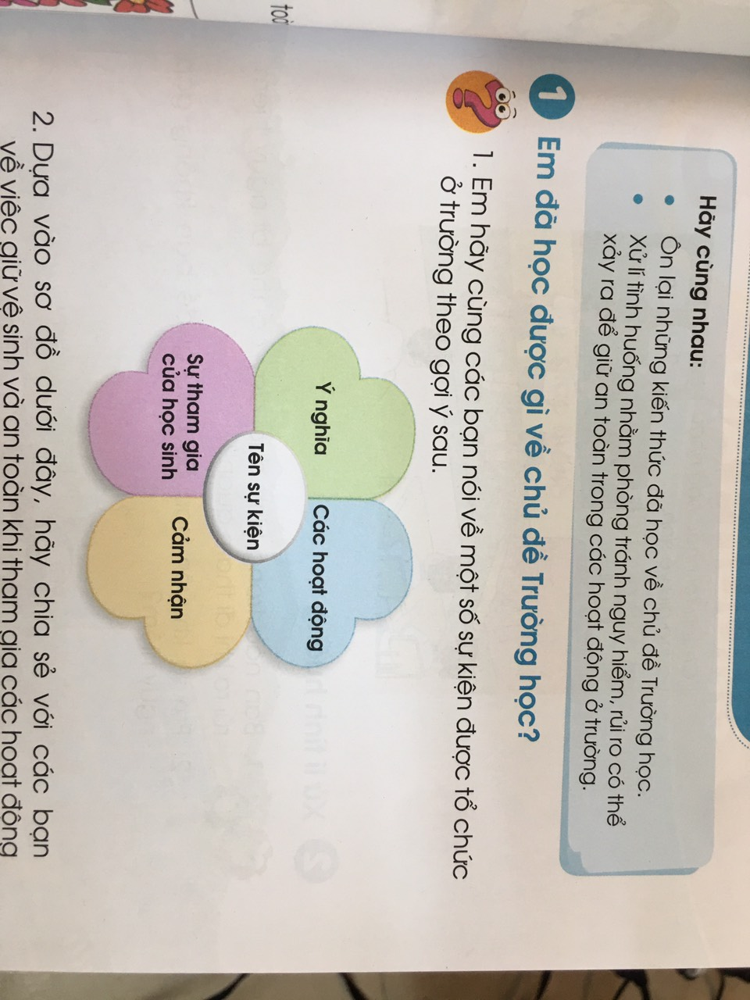 toà
Hãy cùng nhau:
• Ôn lại những kiến thức đã học về chủ đề Trường học.
• Xử lí tình huống nhằm phòng tránh nguy hiểm, rủi ro có thể
xảy ra để giữ an toàn trong các hoạt động ở trường.
1 Em đã học được gì về chủ đề Trường học?
1. Em hãy cùng các bạn nói về một số sự kiện được tổ chức
ở trường theo gợi ý sau.
Ý nghĩa
Các hoạt động
Tên sự kiện
Sự tham gia
của học sinh
Cảm nhận
2. Dựa vào sơ đồ dưới đây, hãy chia sẻ với các bạn
về việc giữ vệ sinh và an toàn khi tham gia các hoạt động